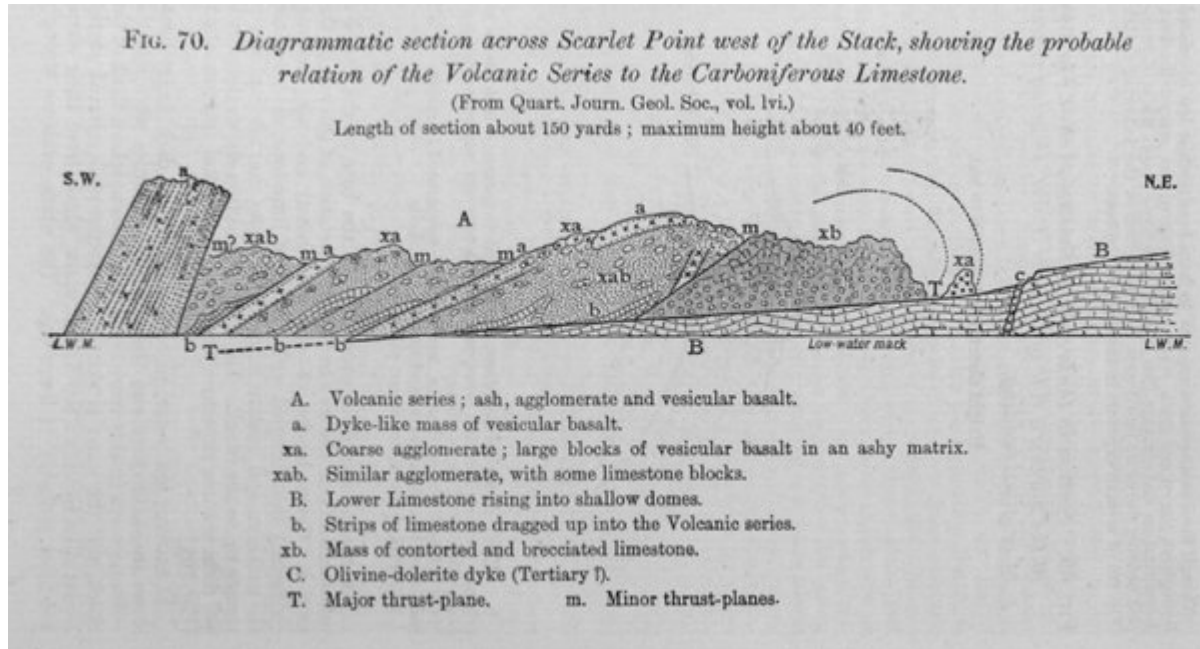 FIG. 70. Diagrammatic section across Scarlet Point west of the Stack, showing the probable
relation of the Volcanic Series to the Carboniferous Limestone.
(From Quart. Journ. Geol. Soc., vol. lvi.)
Length of section about 150 yards ; maximum height about 40 feet.
S.W. a N.E.
m? xab m a xa m A m a xa a m xb B
xab b T xa c
L.W.M. b T b b B Low-water mark L.W.M.
A. Volcanic series ; ash, agglomerate and vesicular basalt.
a. Dyke-like mass of vesicular basalt.
xa. Coarse agglomerate ; large blocks of vesicular basalt in an ashy matrix.
xab. Similar agglomerate, with some limestone blocks.
B. Lower Limestone rising into shallow domes.
b. Strips of limestone dragged up into the Volcanic series.
xb. Mass of contorted and brecciated limestone.
C. Olivine-dolerite dyke (Tertiary ?).
T. Major thrust-plane. m. Minor thrust-planes.